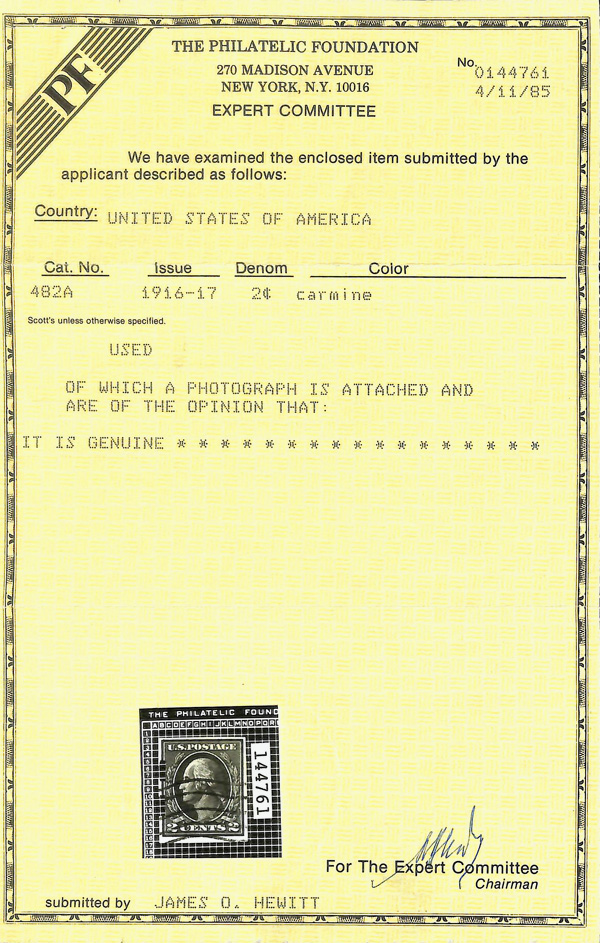 PF
THE PHILATELIC FOUNDATION
270 MADISON AVENUE
NEW YORK, N.Y. 10016
EXPERT COMMITTEE
No. 0144761
4/11/85
We have examined the enclosed item submitted by the
applicant described as follows:
Country: UNITED STATES OF AMERICA
Cat. No. Issue Denom Color
482A 1916-17 2¢ carmine
Scott's unless otherwise specified.
USED
OF WHICH A PHOTOGRAPH IS ATTACHED AND
ARE OF THE OPINION THAT:
IT IS GENUINE * * * * * * * * * * * * * * * * * * * * *
THE PHILATELIC FOUND
ABCDEFGHIJKLMNOPQR
U.S. POSTAGE
144761
2 CENTS 2
For The Expert Committee
Chairman
submitted by JAMES O. HEWITT